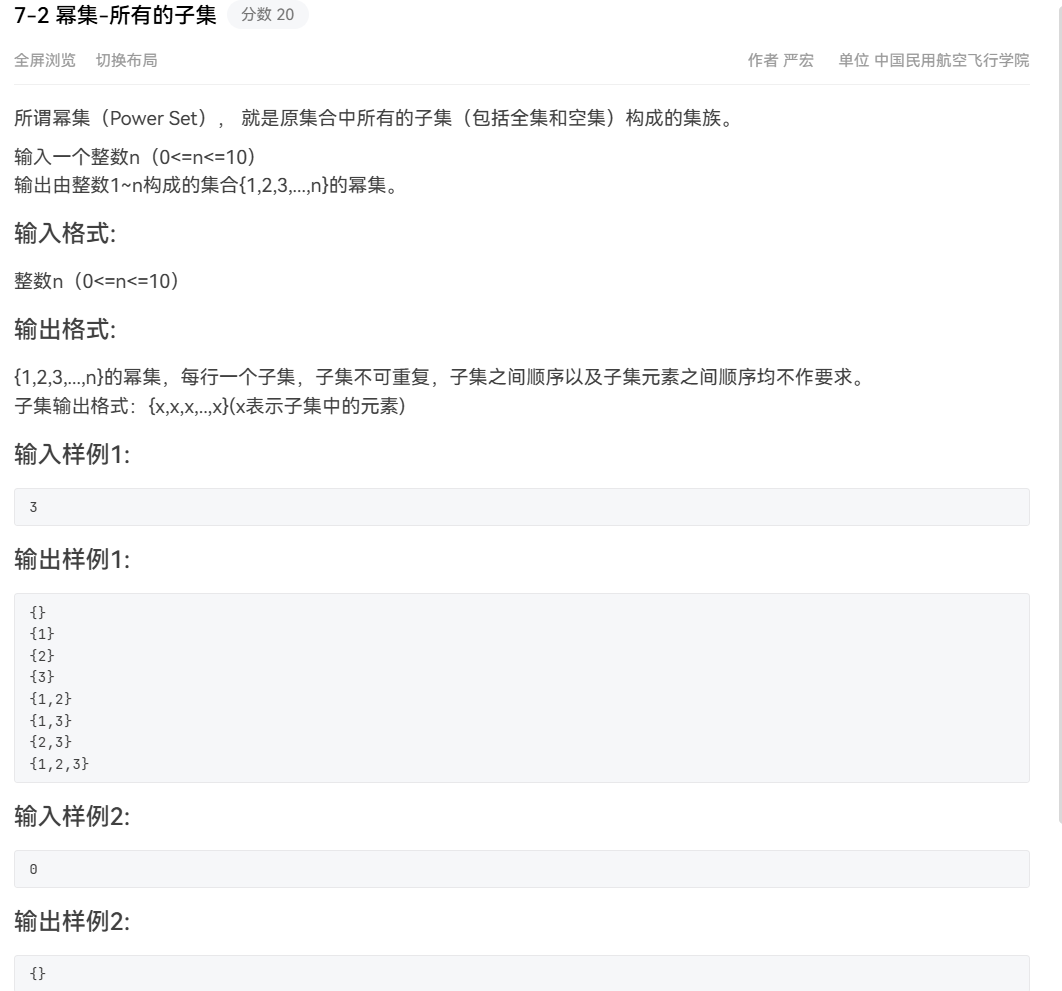 7-2 幂集-所有的子集 分数 20
全屏浏览 切换布局 作者 严宏 单位 中国民用航空飞行学院
所谓幂集（Power Set）， 就是原集合中所有的子集（包括全集和空集）构成的集族。
输入一个整数n（0<=n<=10）
输出由整数1~n构成的集合{1,2,3,...,n}的幂集。
输入格式:
整数n（0<=n<=10）
输出格式:
{1,2,3,...,n}的幂集，每行一个子集，子集不可重复，子集之间顺序以及子集元素之间顺序均不作要求。
子集输出格式：{x,x,x,..,x}(x表示子集中的元素)
输入样例1:
3
输出样例1:
{}
{1}
{2}
{3}
{1,2}
{1,3}
{2,3}
{1,2,3}
输入样例2:
0
输出样例2:
{}